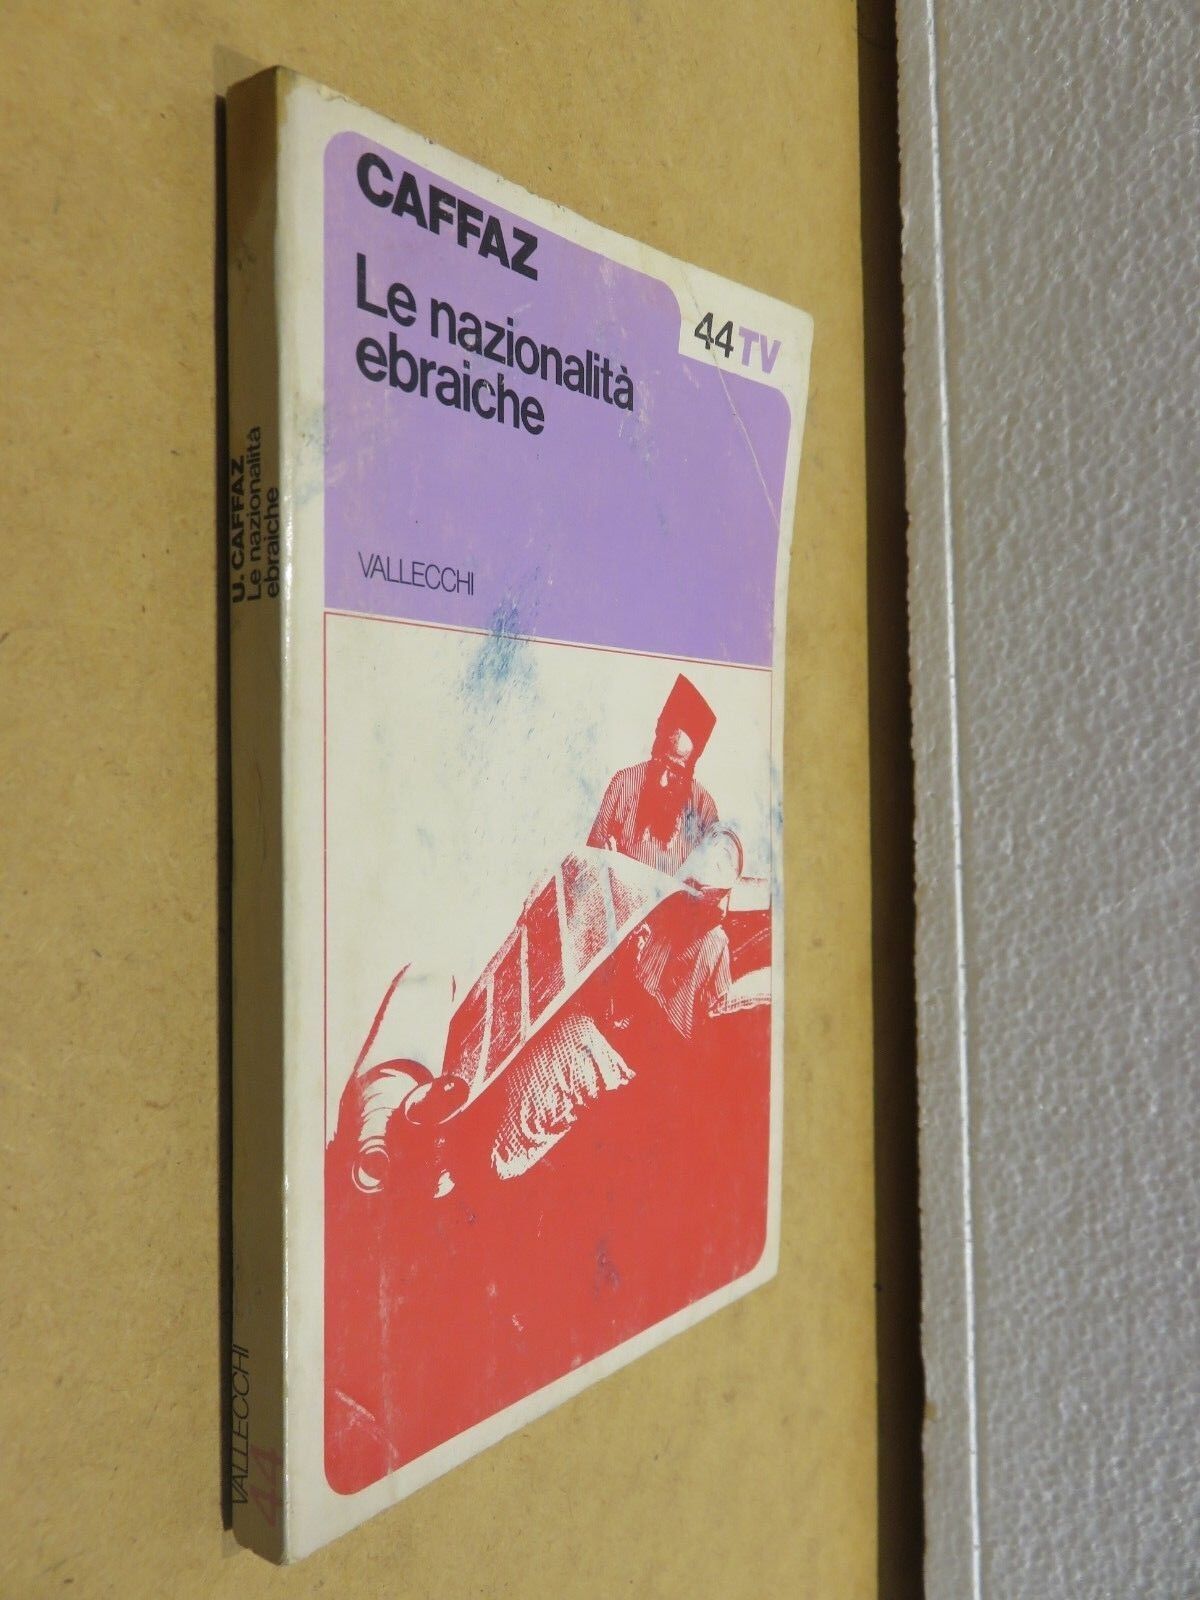 CAFFAZ
44 TV
Le nazionalità
ebraiche
VALLECCHI
U. CAFFAZ
Le nazionalità
ebraiche
VALLECCHI
44